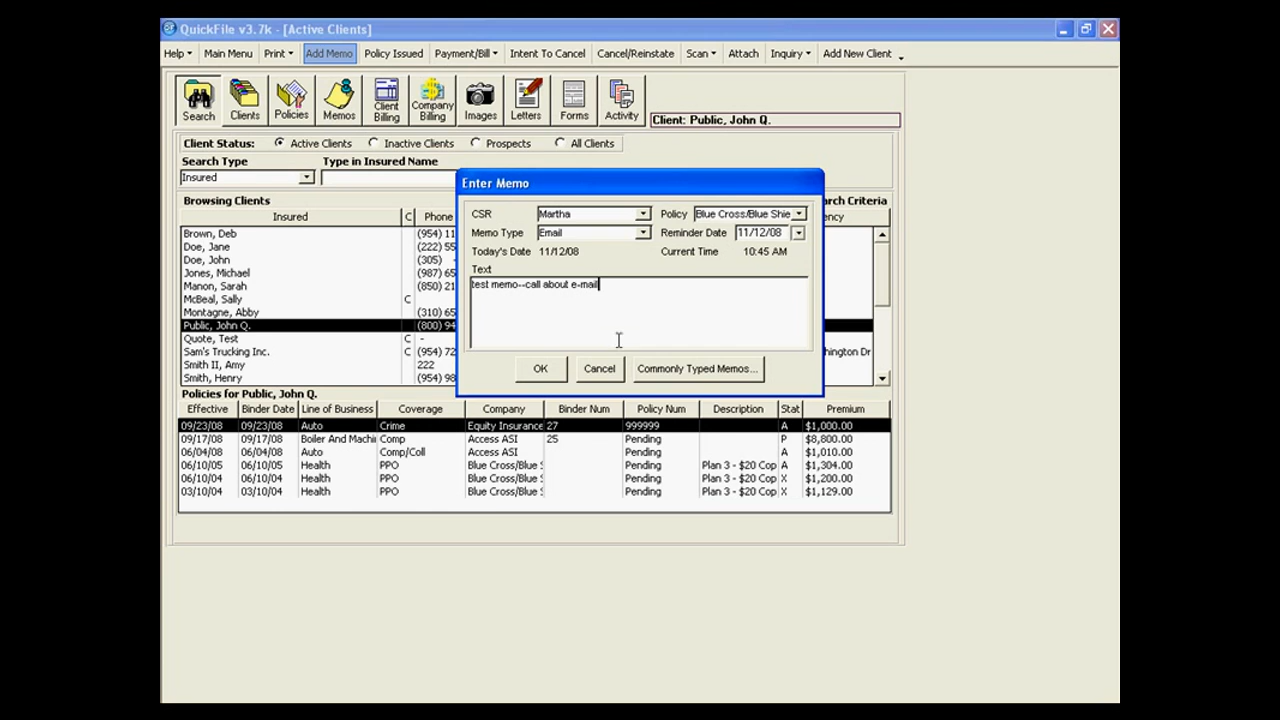 QuickFile v3.7k - [Active Clients]
Help Main Menu Print Add Memo Policy Issued Payment/Bill Intent To Cancel Cancel/Reinstate Scan Attach Inquiry Add New Client
Search Clients Policies Memos Client Billing Company Billing Images Letters Forms Activity
Client: Public, John Q.
Client Status: Active Clients Inactive Clients Prospects All Clients
Search Type Type in Insured Name
Insured
Enter Memo
CSR Martha Policy Blue Cross/Blue Shie
Memo Type Email Reminder Date 11/12/08
Today's Date 11/12/08 Current Time 10:45 AM
Text
test memo--call about e-mail
OK Cancel Commonly Typed Memos...
Browsing Clients arch Criteria
Insured C Phone ency
Brown, Deb (954) 11
Doe, Jane (222) 55
Doe, John (305) -
Jones, Michael (987) 65
Manon, Sarah (850) 21
McBeal, Sally C
Montagne, Abby (310) 65
Public, John Q. (800) 94
Quote, Test C -
Sam's Trucking Inc. C (954) 72 hington Dr
Smith II, Amy 222
Smith, Henry (954) 98
Policies for Public, John Q.
Effective Binder Date Line of Business Coverage Company Binder Num Policy Num Description Stat Premium
09/23/08 09/23/08 Auto Crime Equity Insurance 27 999999 A $1,000.00
09/17/08 09/17/08 Boiler And Machin Comp Access ASI 25 Pending P $8,800.00
06/04/08 06/04/08 Auto Comp/Coll Access ASI Pending A $1,010.00
06/10/05 06/10/05 Health PPO Blue Cross/Blue S Pending Plan 3 - $20 Cop A $1,304.00
06/10/04 06/10/04 Health PPO Blue Cross/Blue S Pending Plan 3 - $20 Cop X $1,200.00
03/10/04 03/10/04 Health PPO Blue Cross/Blue S Pending Plan 3 - $20 Cop X $1,129.00